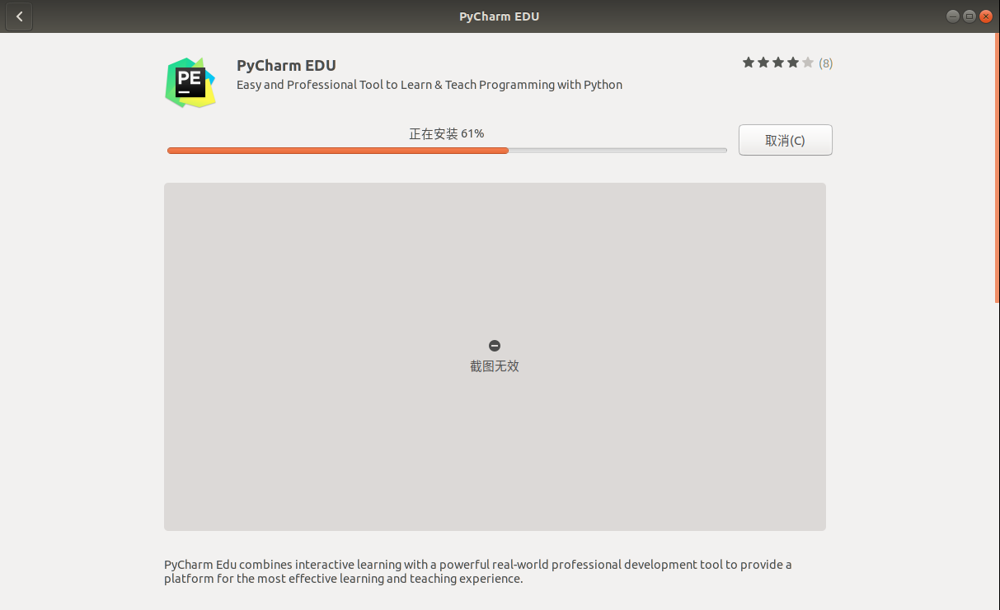 PyCharm EDU
PE
PyCharm EDU
Easy and Professional Tool to Learn & Teach Programming with Python
(8)
正在安装 61%
取消(C)
截图无效
PyCharm Edu combines interactive learning with a powerful real-world professional development tool to provide a
platform for the most effective learning and teaching experience.